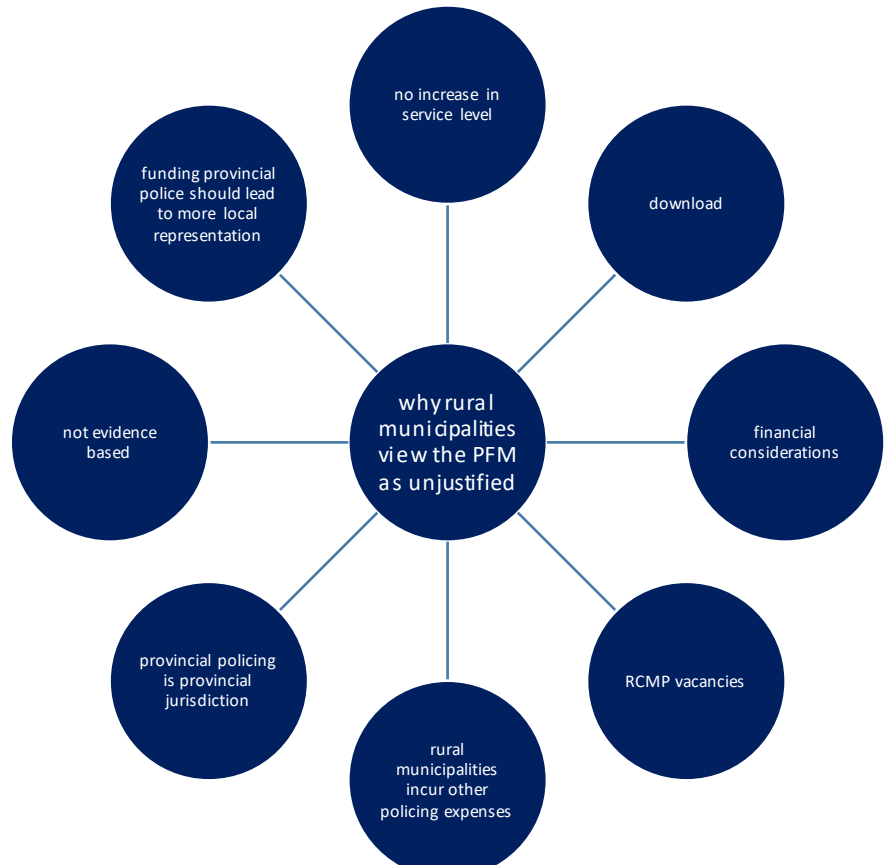 no increase in
service level
download
financial
considerations
RCMP vacancies
rural
municipalities
incur other
policing expenses
provincial policing
is provincial
jurisdiction
not evidence
based
funding provincial
police should lead
to more local
representation
why rural
municipalities
view the PFM
as unjustified